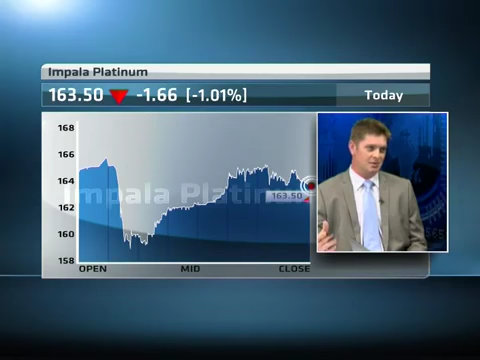 Impala Platinum
163.50 -1.66 [-1.01%] Today
168
166
164
162
160
158
Impala Platinum
163.50
OPEN MID CLOSE